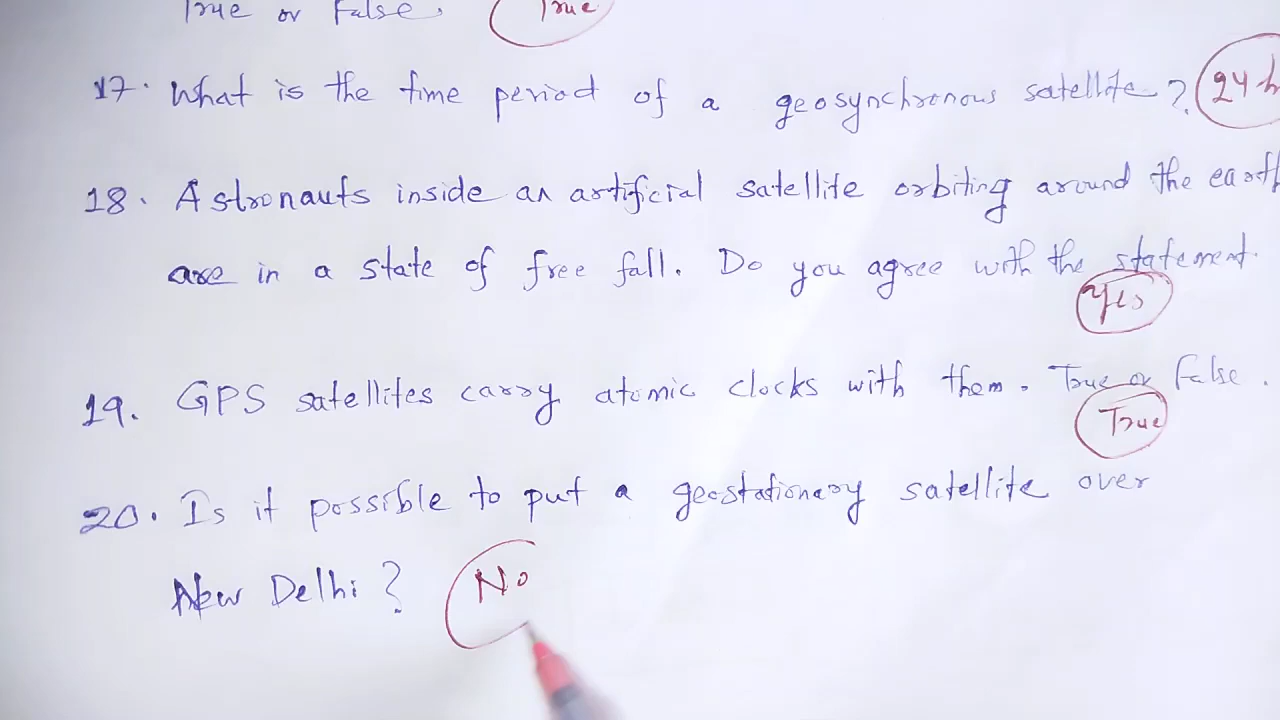 True or False. True
17. What is the time period of a geosynchronous satellite? 24 h
18. Astronauts inside an artificial satellite orbiting around the earth
are in a state of free fall. Do you agree with the statement.
Yes
19. GPS satellites carry atomic clocks with them. True or False.
True
20. Is it possible to put a geostationary satellite over
New Delhi? No